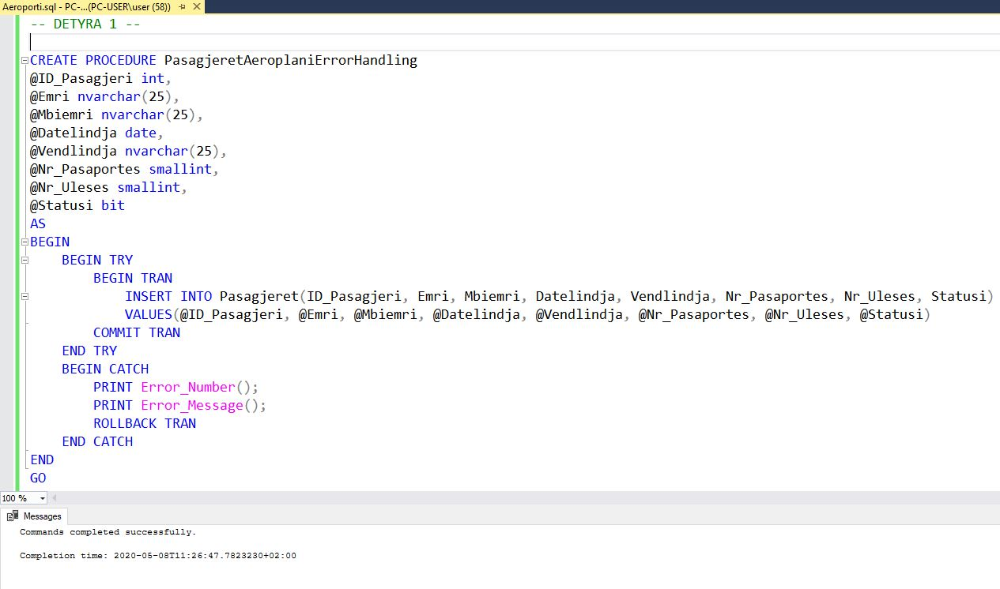 Aeroporti.sql - PC-...(PC-USER\user (58))
-- DETYRA 1 --
CREATE PROCEDURE PasagjeretAeroplaniErrorHandling
@ID_Pasagjeri int,
@Emri nvarchar(25),
@Mbiemri nvarchar(25),
@Datelindja date,
@Vendlindja nvarchar(25),
@Nr_Pasaportes smallint,
@Nr_Uleses smallint,
@Statusi bit
AS
BEGIN
BEGIN TRY
BEGIN TRAN
INSERT INTO Pasagjeret(ID_Pasagjeri, Emri, Mbiemri, Datelindja, Vendlindja, Nr_Pasaportes, Nr_Uleses, Statusi)
VALUES(@ID_Pasagjeri, @Emri, @Mbiemri, @Datelindja, @Vendlindja, @Nr_Pasaportes, @Nr_Uleses, @Statusi)
COMMIT TRAN
END TRY
BEGIN CATCH
PRINT Error_Number();
PRINT Error_Message();
ROLLBACK TRAN
END CATCH
END
GO
100 %
Messages
Commands completed successfully.
Completion time: 2020-05-08T11:26:47.7823230+02:00